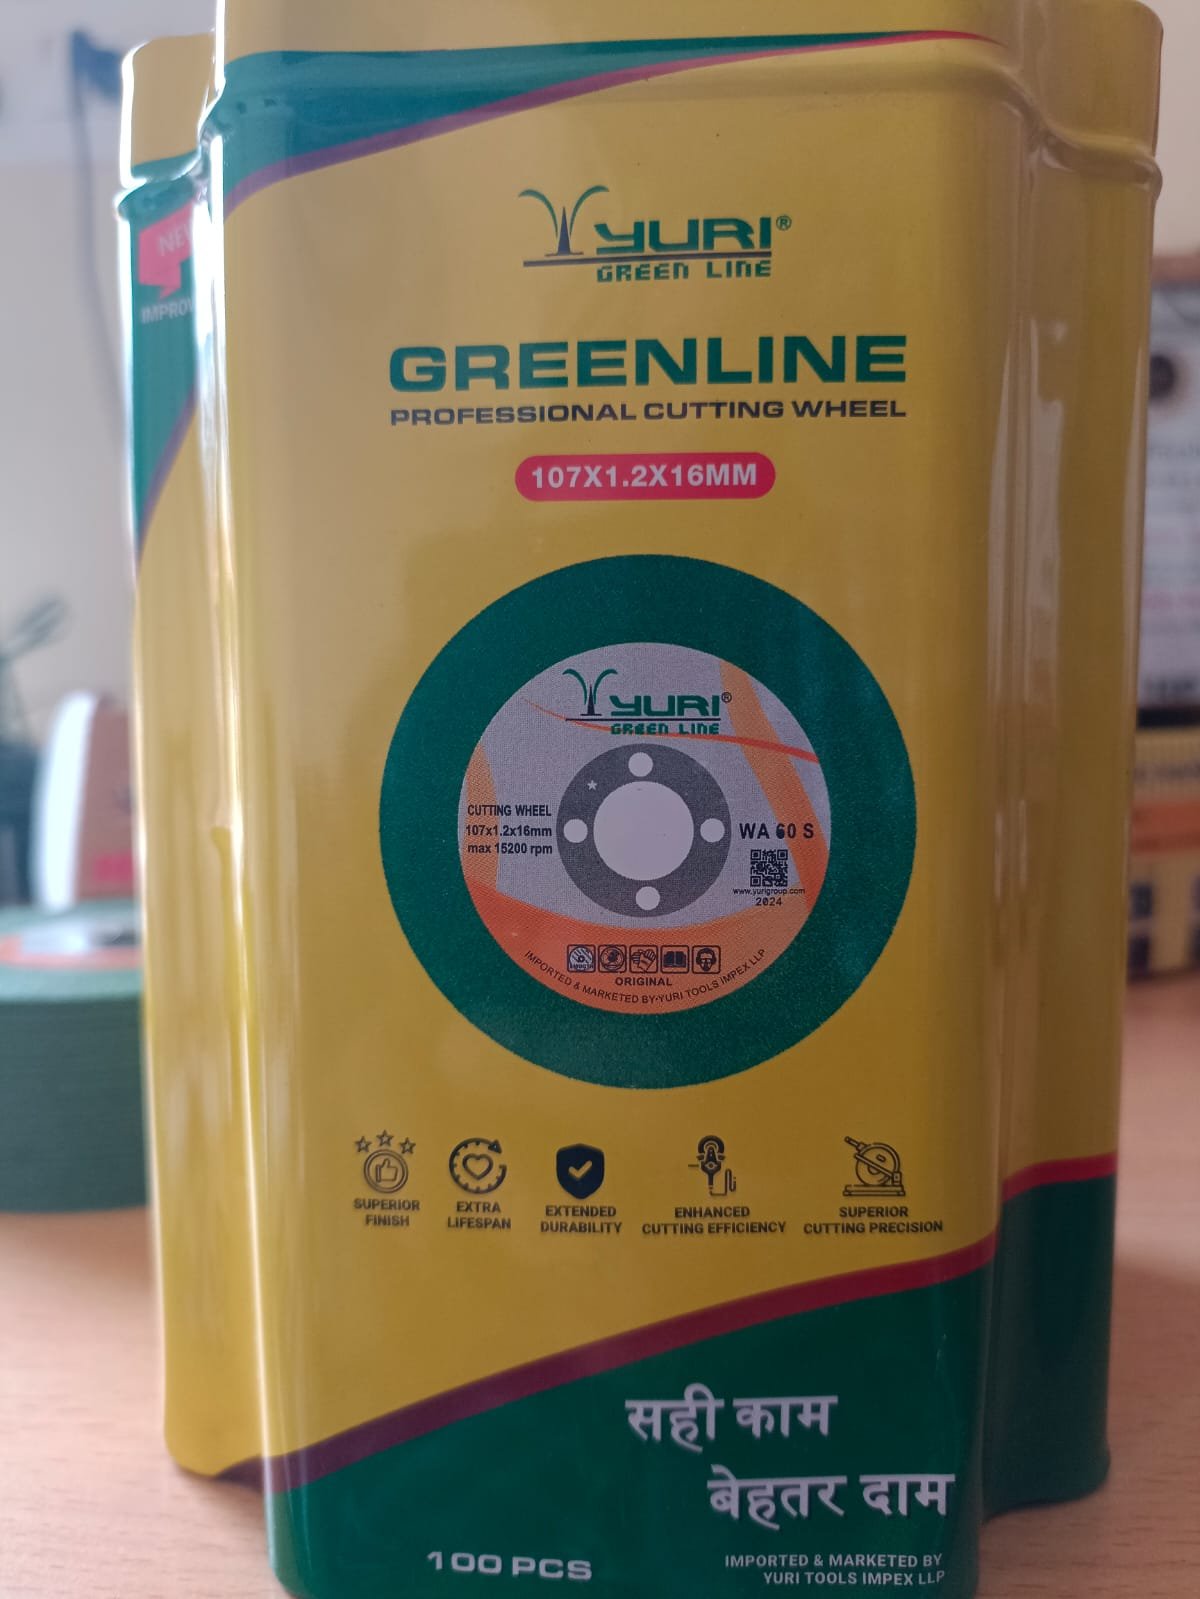 NEW
YURI®
GREEN LINE
GREENLINE
PROFESSIONAL CUTTING WHEEL
107X1.2X16MM
YURI®
GREEN LINE
CUTTING WHEEL
107x1.2x16mm
max 15200 rpm
WA 60 S
www.yurigroup.com
2024
ORIGINAL
IMPORTED & MARKETED BY-YURI TOOLS IMPEX LLP
SUPERIOR
FINISH
EXTRA
LIFESPAN
EXTENDED
DURABILITY
ENHANCED
CUTTING EFFICIENCY
SUPERIOR
CUTTING PRECISION
सही काम
बेहतर दाम
100 PCS
IMPORTED & MARKETED BY
YURI TOOLS IMPEX LLP